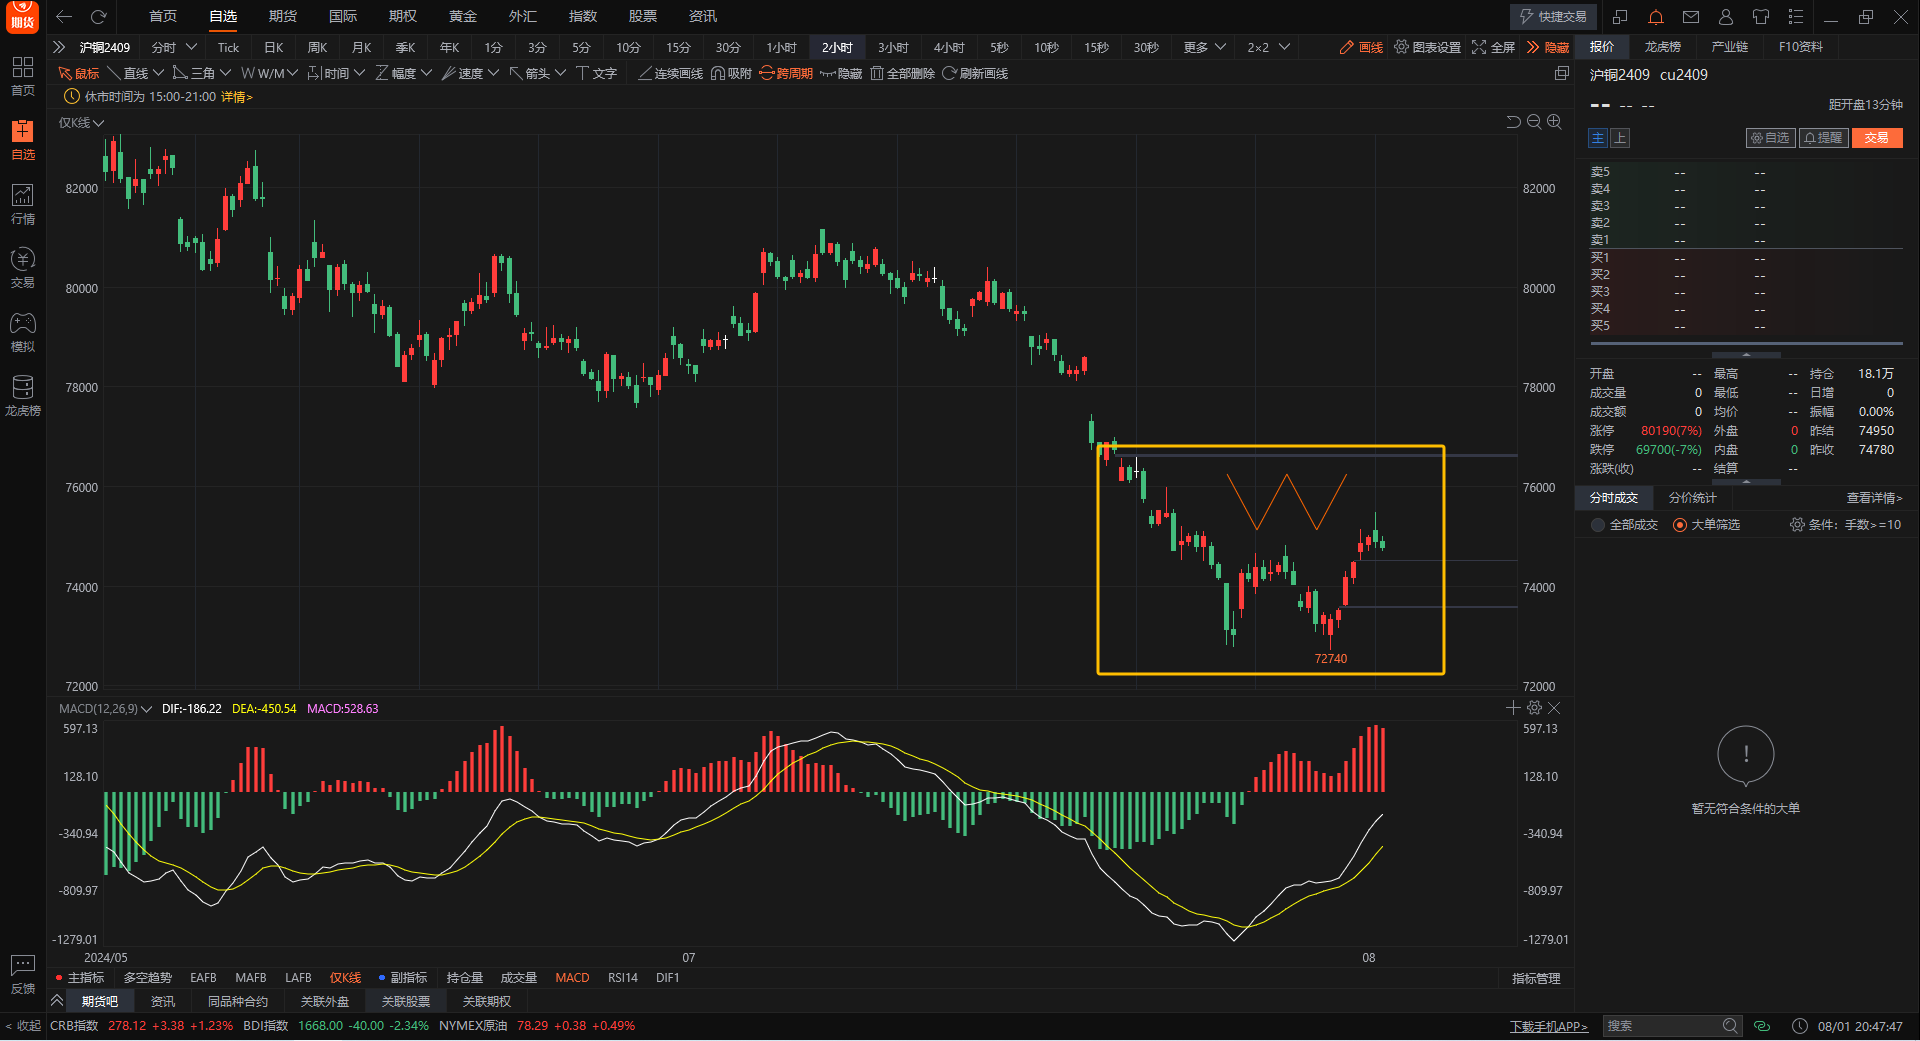 期货
首页 自选 期货 国际 期权 黄金 外汇 指数 股票 资讯 快捷交易
沪铜2409 分时 Tick 日K 周K 月K 季K 年K 1分 3分 5分 10分 15分 30分 1小时 2小时 3小时 4小时 5秒 10秒 15秒 30秒 更多 2×2 画线 图表设置 全屏 隐藏 报价 龙虎榜 产业链 F10资料
鼠标 直线 三角 W/M 时间 幅度 速度 箭头 文字 连续画线 吸附 跨周期 隐藏 全部删除 刷新画线
休市时间为 15:00-21:00 详情>
仅K线
首页
自选
行情
交易
模拟
龙虎榜
反馈
< 收起
82000 82000
80000 80000
78000 78000
76000 76000
74000 74000
72740
72000 72000
MACD(12,26,9) DIF:-186.22 DEA:-450.54 MACD:528.63
597.13 597.13
128.10 128.10
-340.94 -340.94
-809.97 -809.97
-1279.01 -1279.01
2024/05 07 08
主指标 多空趋势 EAFB MAFB LAFB 仅K线 副指标 持仓量 成交量 MACD RSI14 DIF1 指标管理
期货吧 资讯 同品种合约 关联外盘 关联股票 关联期权
沪铜2409 cu2409
-- -- -- 距开盘13分钟
主 上 自选 提醒 交易
卖5 -- --
卖4 -- --
卖3 -- --
卖2 -- --
卖1 -- --
买1 -- --
买2 -- --
买3 -- --
买4 -- --
买5 -- --
开盘 -- 最高 -- 持仓 18.1万
成交量 0 最低 -- 日增 0
成交额 0 均价 -- 振幅 0.00%
涨停 80190(7%) 外盘 0 昨结 74950
跌停 69700(-7%) 内盘 0 昨收 74780
涨跌(收) -- 结算 --
分时成交 分价统计 查看详情>
全部成交 大单筛选 条件：手数>=10
暂无符合条件的大单
CRB指数 278.12 +3.38 +1.23% BDI指数 1668.00 -40.00 -2.34% NYMEX原油 78.29 +0.38 +0.49% 下载手机APP> 搜索 08/01 20:47:47